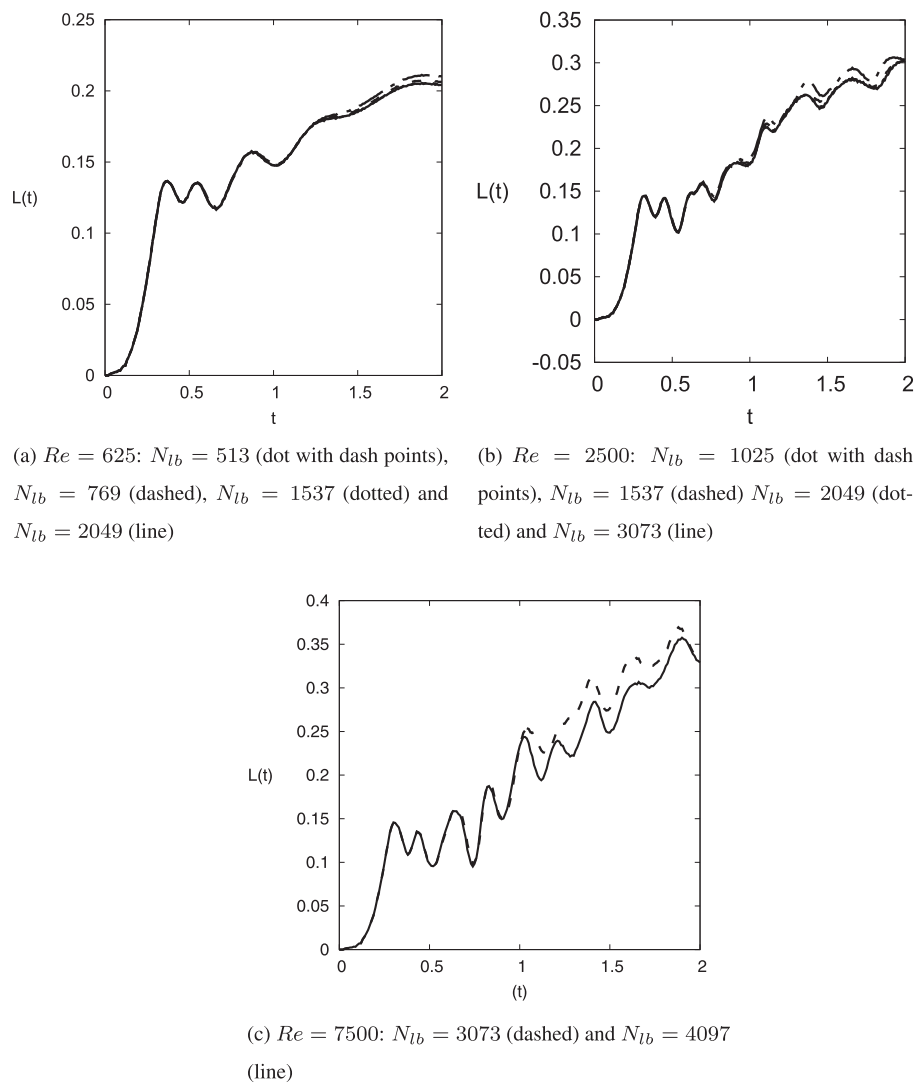 0.25
0.2
0.15
L(t)
0.1
0.05
0
0 0.5 1 1.5 2
t
0.35
0.3
0.25
0.2
L(t)
0.15
0.1
0.05
0
-0.05
0 0.5 1 1.5 2
t
(a) Re = 625: N_lb = 513 (dot with dash points),
N_lb = 769 (dashed), N_lb = 1537 (dotted) and
N_lb = 2049 (line)
(b) Re = 2500: N_lb = 1025 (dot with dash
points), N_lb = 1537 (dashed) N_lb = 2049 (dot-
ted) and N_lb = 3073 (line)
0.4
0.35
0.3
0.25
L(t)
0.2
0.15
0.1
0.05
0
0 0.5 1 1.5 2
(t)
(c) Re = 7500: N_lb = 3073 (dashed) and N_lb = 4097
(line)